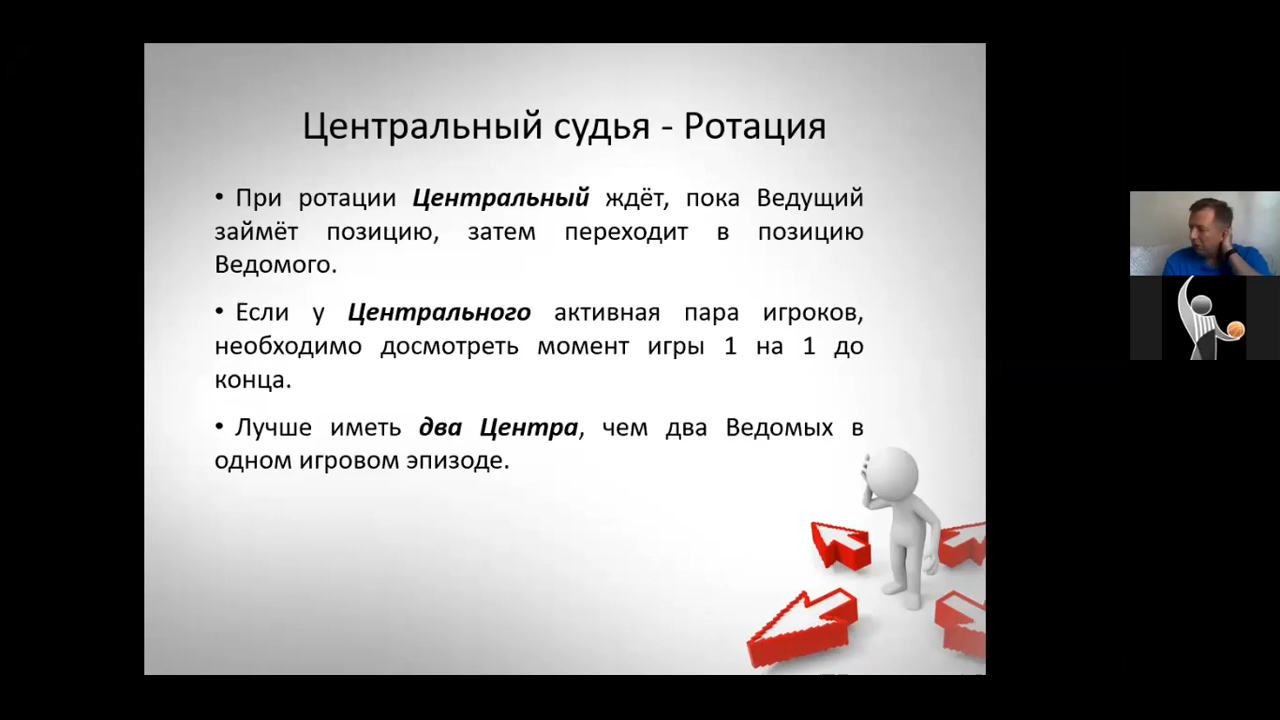 Центральный судья - Ротация
• При ротации Центральный ждёт, пока Ведущий
займёт позицию, затем переходит в позицию
Ведомого.
• Если у Центрального активная пара игроков,
необходимо досмотреть момент игры 1 на 1 до
конца.
• Лучше иметь два Центра, чем два Ведомых в
одном игровом эпизоде.